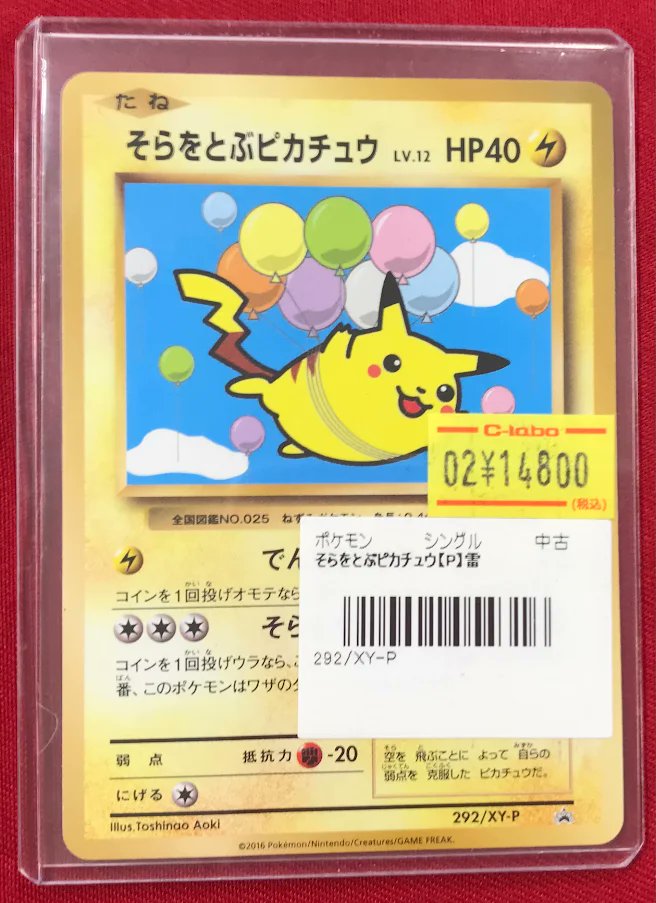 たね
そらをとぶピカチュウ LV.12 HP40
C-labo
02¥14800
(税込)
全国図鑑NO.025 ねずみポケモン
ポケモン シングル 中古
そらをとぶピカチュウ【P】雷
292/XY-P
でん
コインを1回投げオモテなら
そら
コインを1回投げウラなら、
番、このポケモンはワザの
弱点 抵抗力 -20
空を 飛ぶことに よって 自らの
弱点を 克服した ピカチュウだ。
にげる
292/XY-P
Illus.Toshinao Aoki
©2016 Pokémon/Nintendo/Creatures/GAME FREAK.